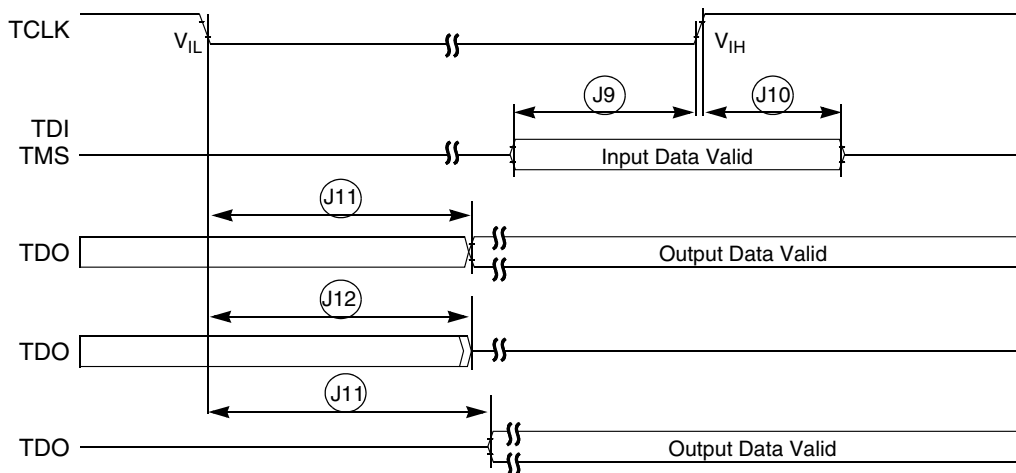 TCLK
VIL
VIH
J9
J10
TDI
TMS
Input Data Valid
J11
TDO
Output Data Valid
J12
TDO
J11
TDO
Output Data Valid